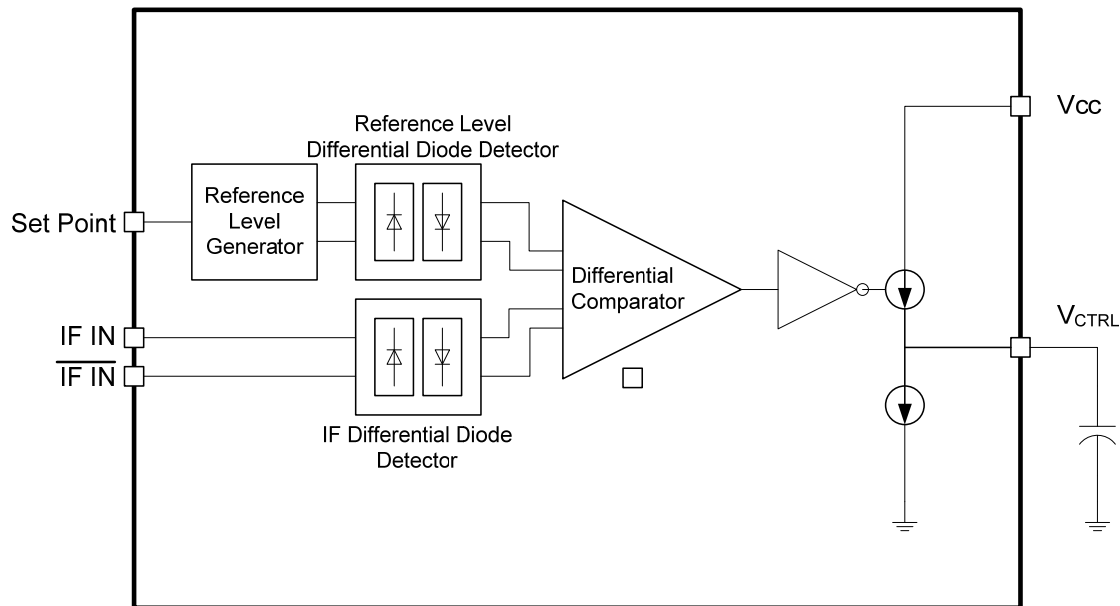 Reference Level
Differential Diode Detector
Vcc
Reference
Level
Generator
Set Point
Differential
Comparator
IF IN
IF IN
VCTRL
IF Differential Diode
Detector